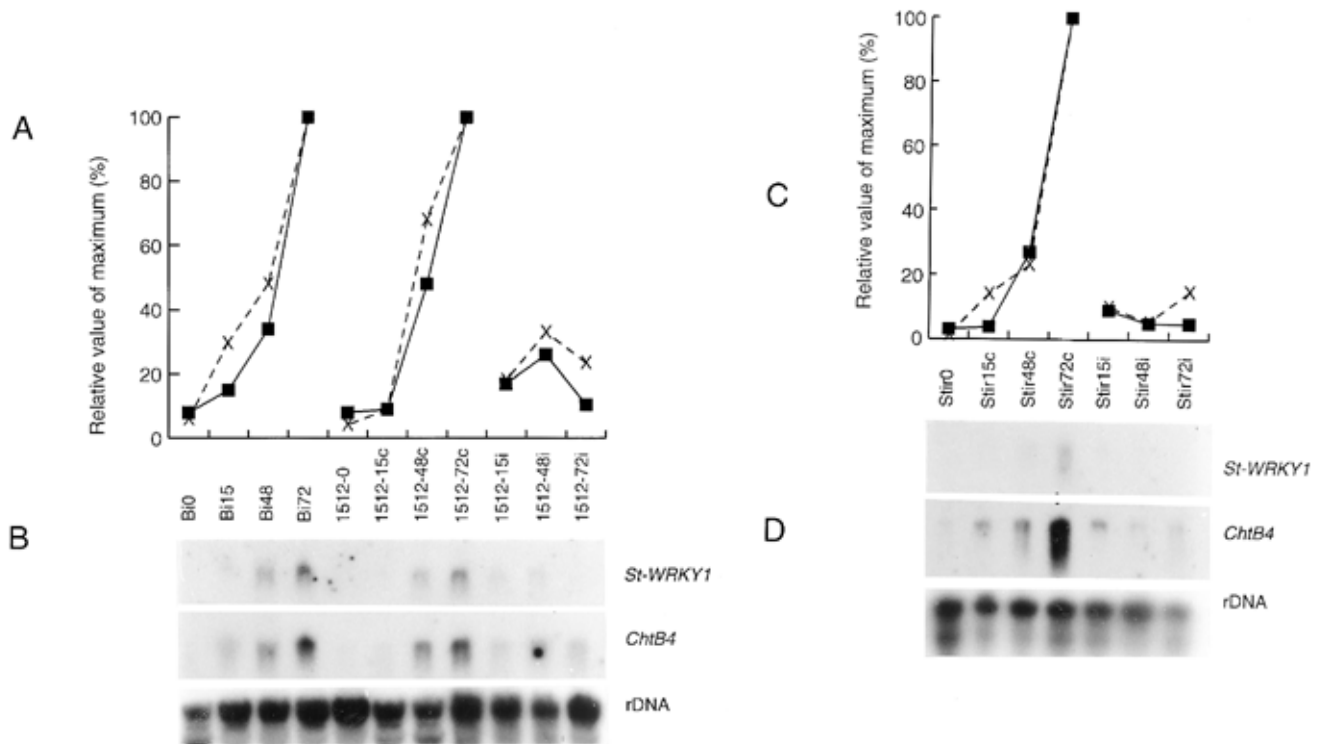 A
Relative value of maximum (%)
100
80
60
40
20
0
Bi0
Bi15
Bi48
Bi72
1512-0
1512-15c
1512-48c
1512-72c
1512-15i
1512-48i
1512-72i
B
St-WRKY1
ChtB4
rDNA
C
Relative value of maximum (%)
100
80
60
40
20
0
Stir0
Stir15c
Stir48c
Stir72c
Stir15i
Stir48i
Stir72i
D
St-WRKY1
ChtB4
rDNA